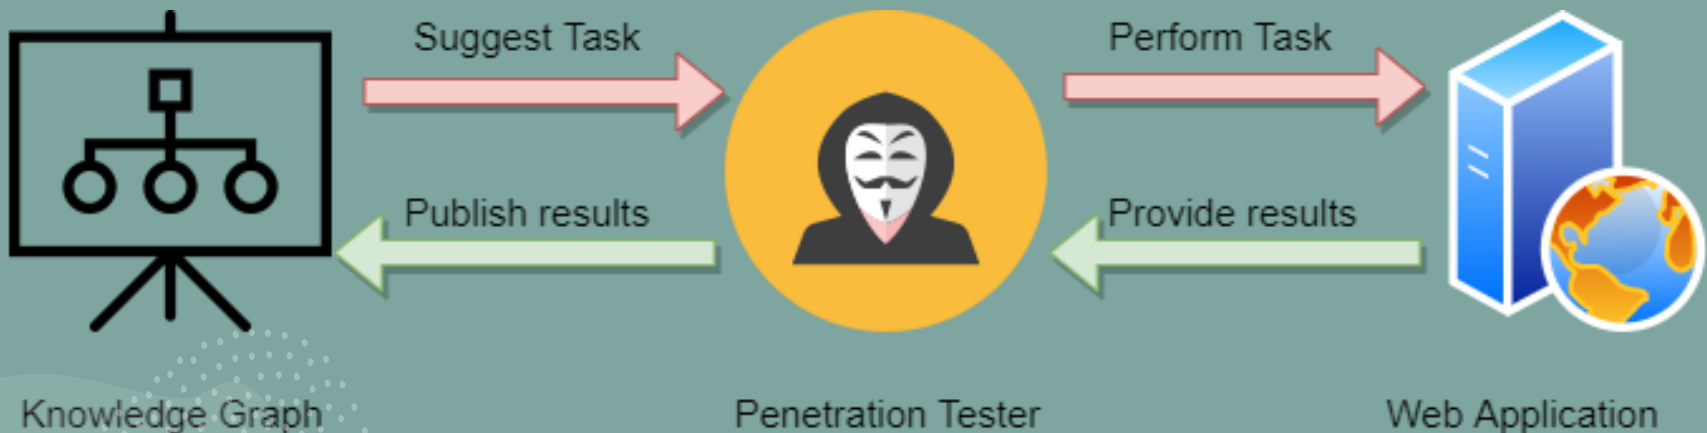 Suggest Task
Perform Task
Publish results
Provide results
Knowledge Graph
Penetration Tester
Web Application